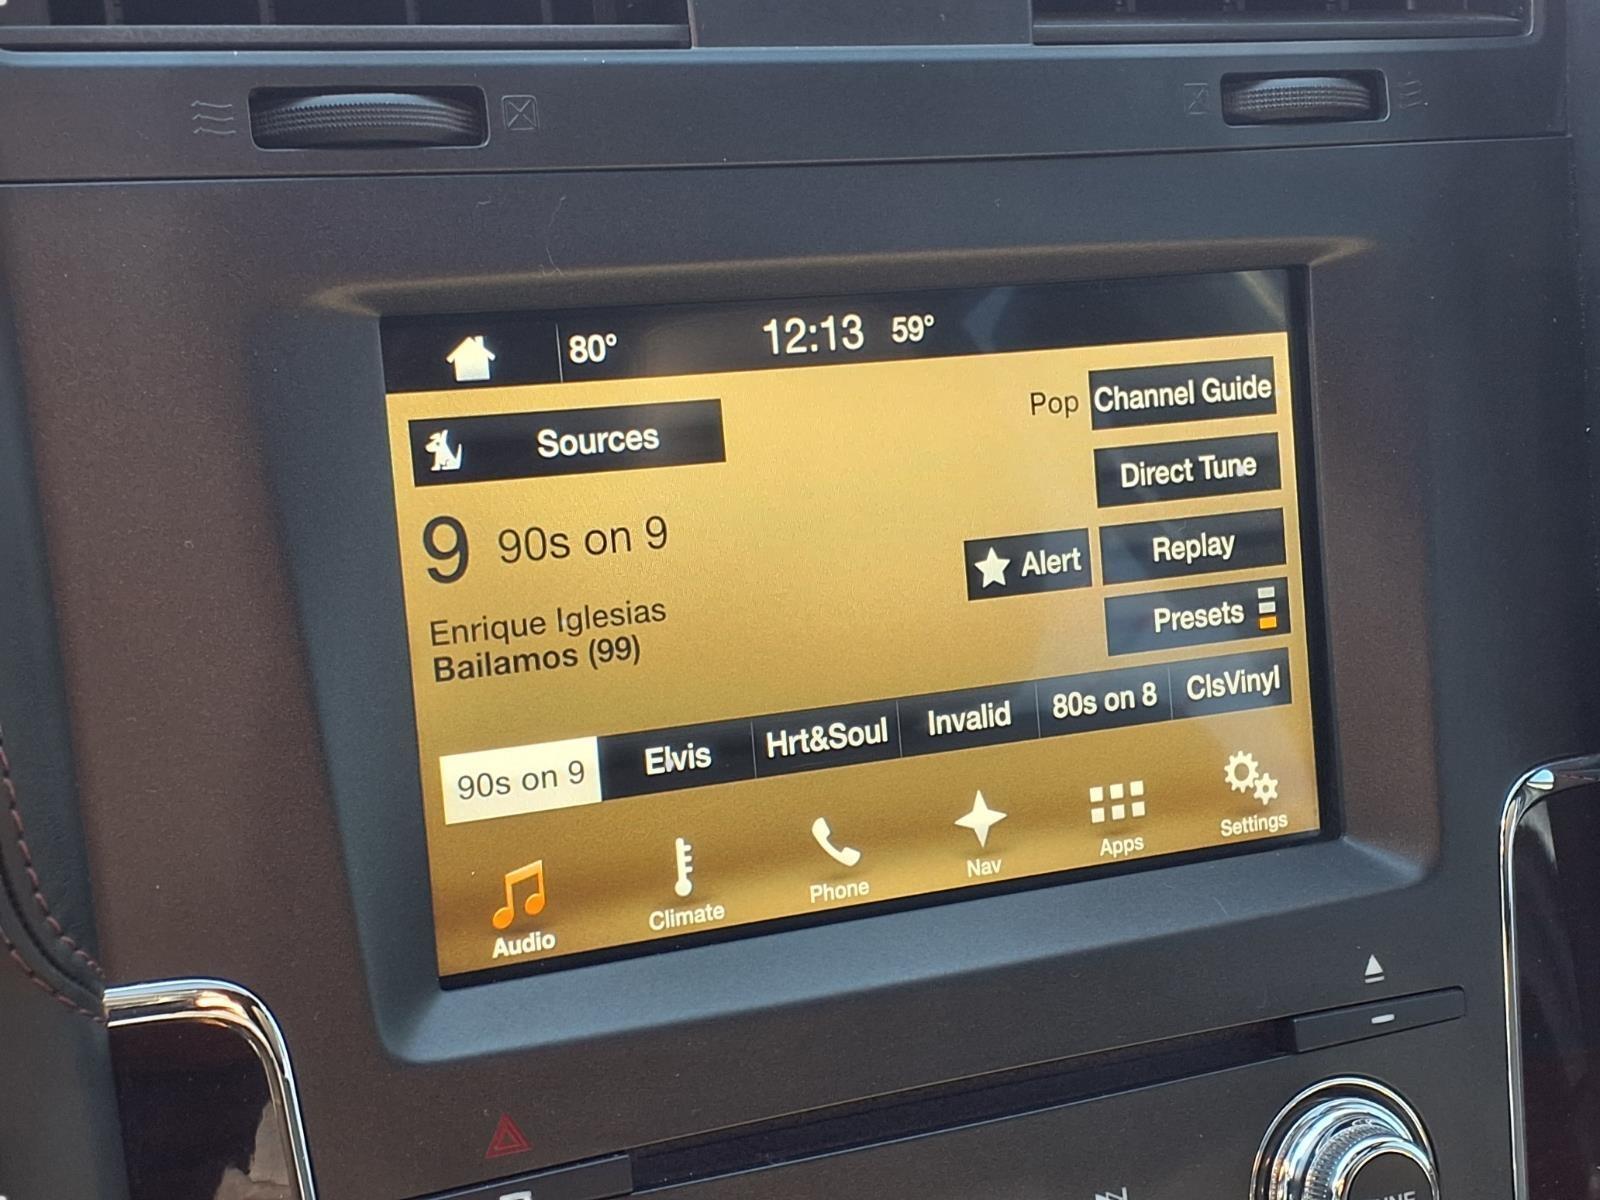 80° 12:13 59°
Sources
Pop Channel Guide
Direct Tune
9 90s on 9
Alert Replay
Enrique Iglesias
Bailamos (99)
Presets
90s on 9 Elvis Hrt&Soul Invalid 80s on 8 ClsVinyl
Audio Climate Phone Nav Apps Settings